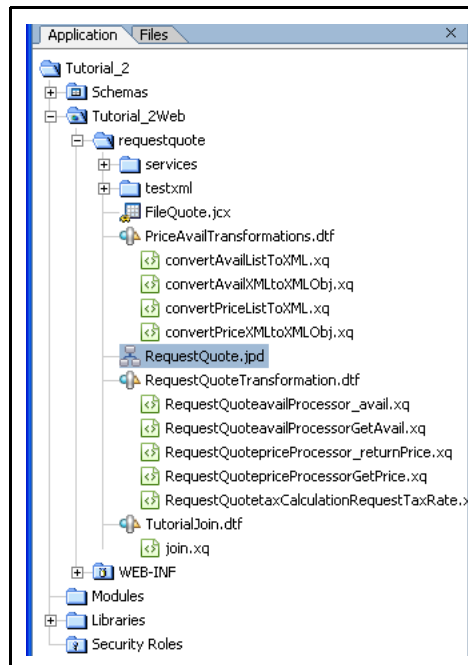 Application Files
Tutorial_2
Schemas
Tutorial_2Web
requestquote
services
testxml
FileQuote.jcx
PriceAvailTransformations.dtf
convertAvailListToXML.xq
convertAvailXMLtoXMLObj.xq
convertPriceListToXML.xq
convertPriceXMLtoXMLObj.xq
RequestQuote.jpd
RequestQuoteTransformation.dtf
RequestQuoteavailProcessor_avail.xq
RequestQuoteavailProcessorGetAvail.xq
RequestQuotepriceProcessor_returnPrice.xq
RequestQuotepriceProcessorGetPrice.xq
RequestQuotetaxCalculationRequestTaxRate.x
TutorialJoin.dtf
join.xq
WEB-INF
Modules
Libraries
Security Roles